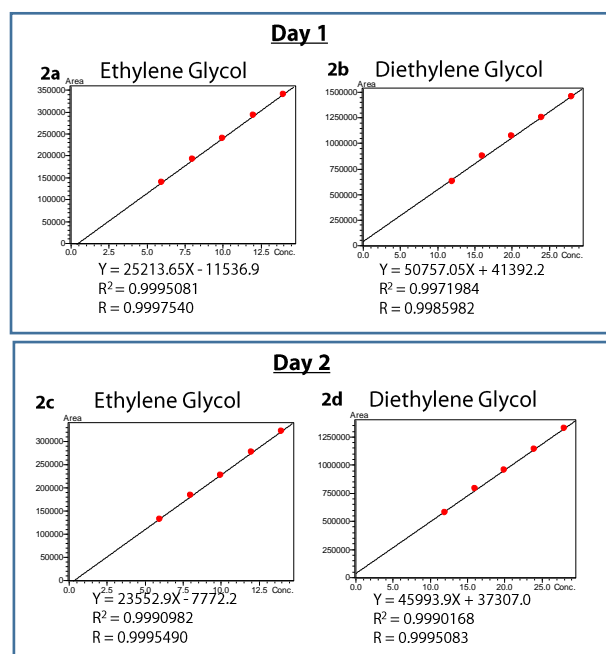 Day 1
2a Ethylene Glycol
Area
350000
300000
250000
200000
150000
100000
50000
0
0.0 2.5 5.0 7.5 10.0 12.5 Conc.
Y = 25213.65X - 11536.9
R² = 0.9995081
R = 0.9997540
2b Diethylene Glycol
Area
1500000
1250000
1000000
750000
500000
250000
0
0.0 5.0 10.0 15.0 20.0 25.0 Conc.
Y = 50757.05X + 41392.2
R² = 0.9971984
R = 0.9985982
Day 2
2c Ethylene Glycol
Area
300000
250000
200000
150000
100000
50000
0
0.0 2.5 5.0 7.5 10.0 12.5 Conc.
Y = 23552.9X - 7772.2
R² = 0.9990982
R = 0.9995490
2d Diethylene Glycol
Area
1250000
1000000
750000
500000
250000
0
0.0 5.0 10.0 15.0 20.0 25.0 Conc.
Y = 45993.9X + 37307.0
R² = 0.9990168
R = 0.9995083